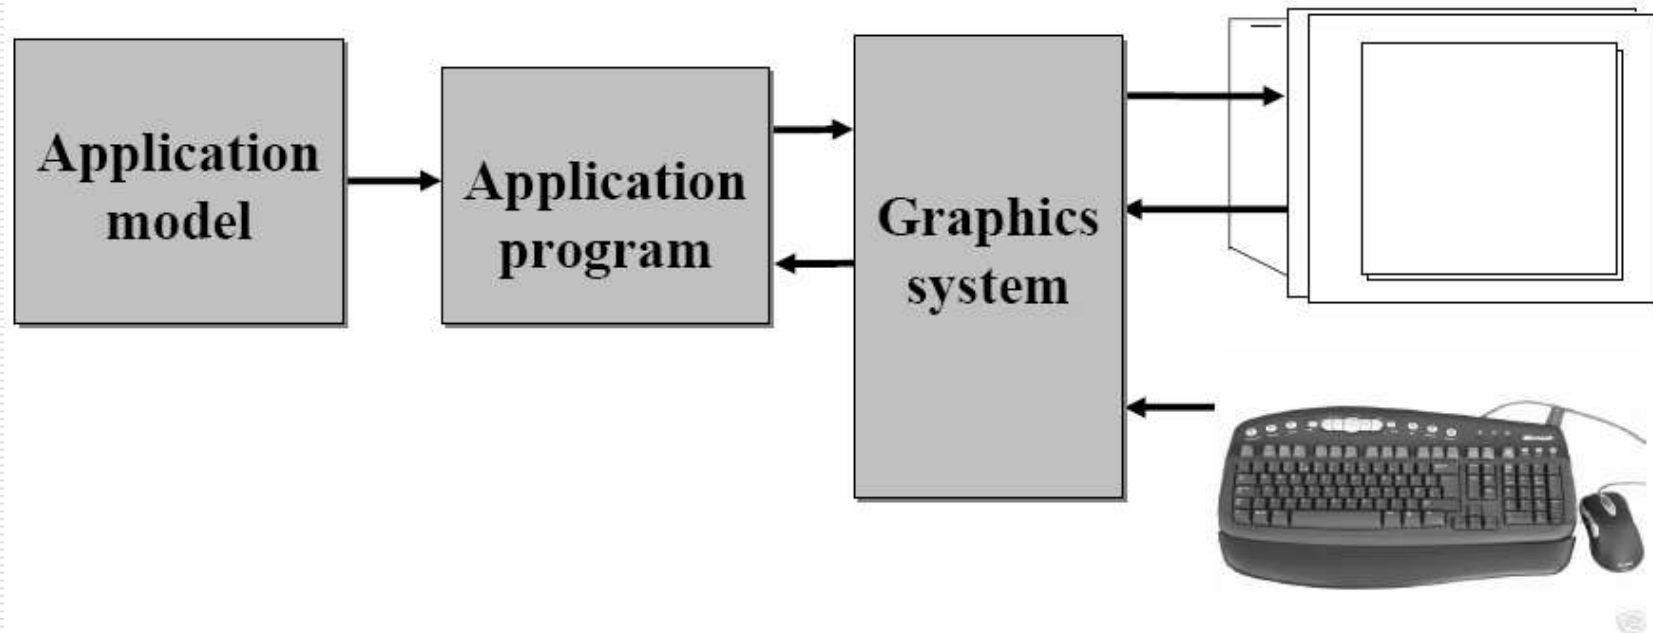 Application
model
Application
program
Graphics
system